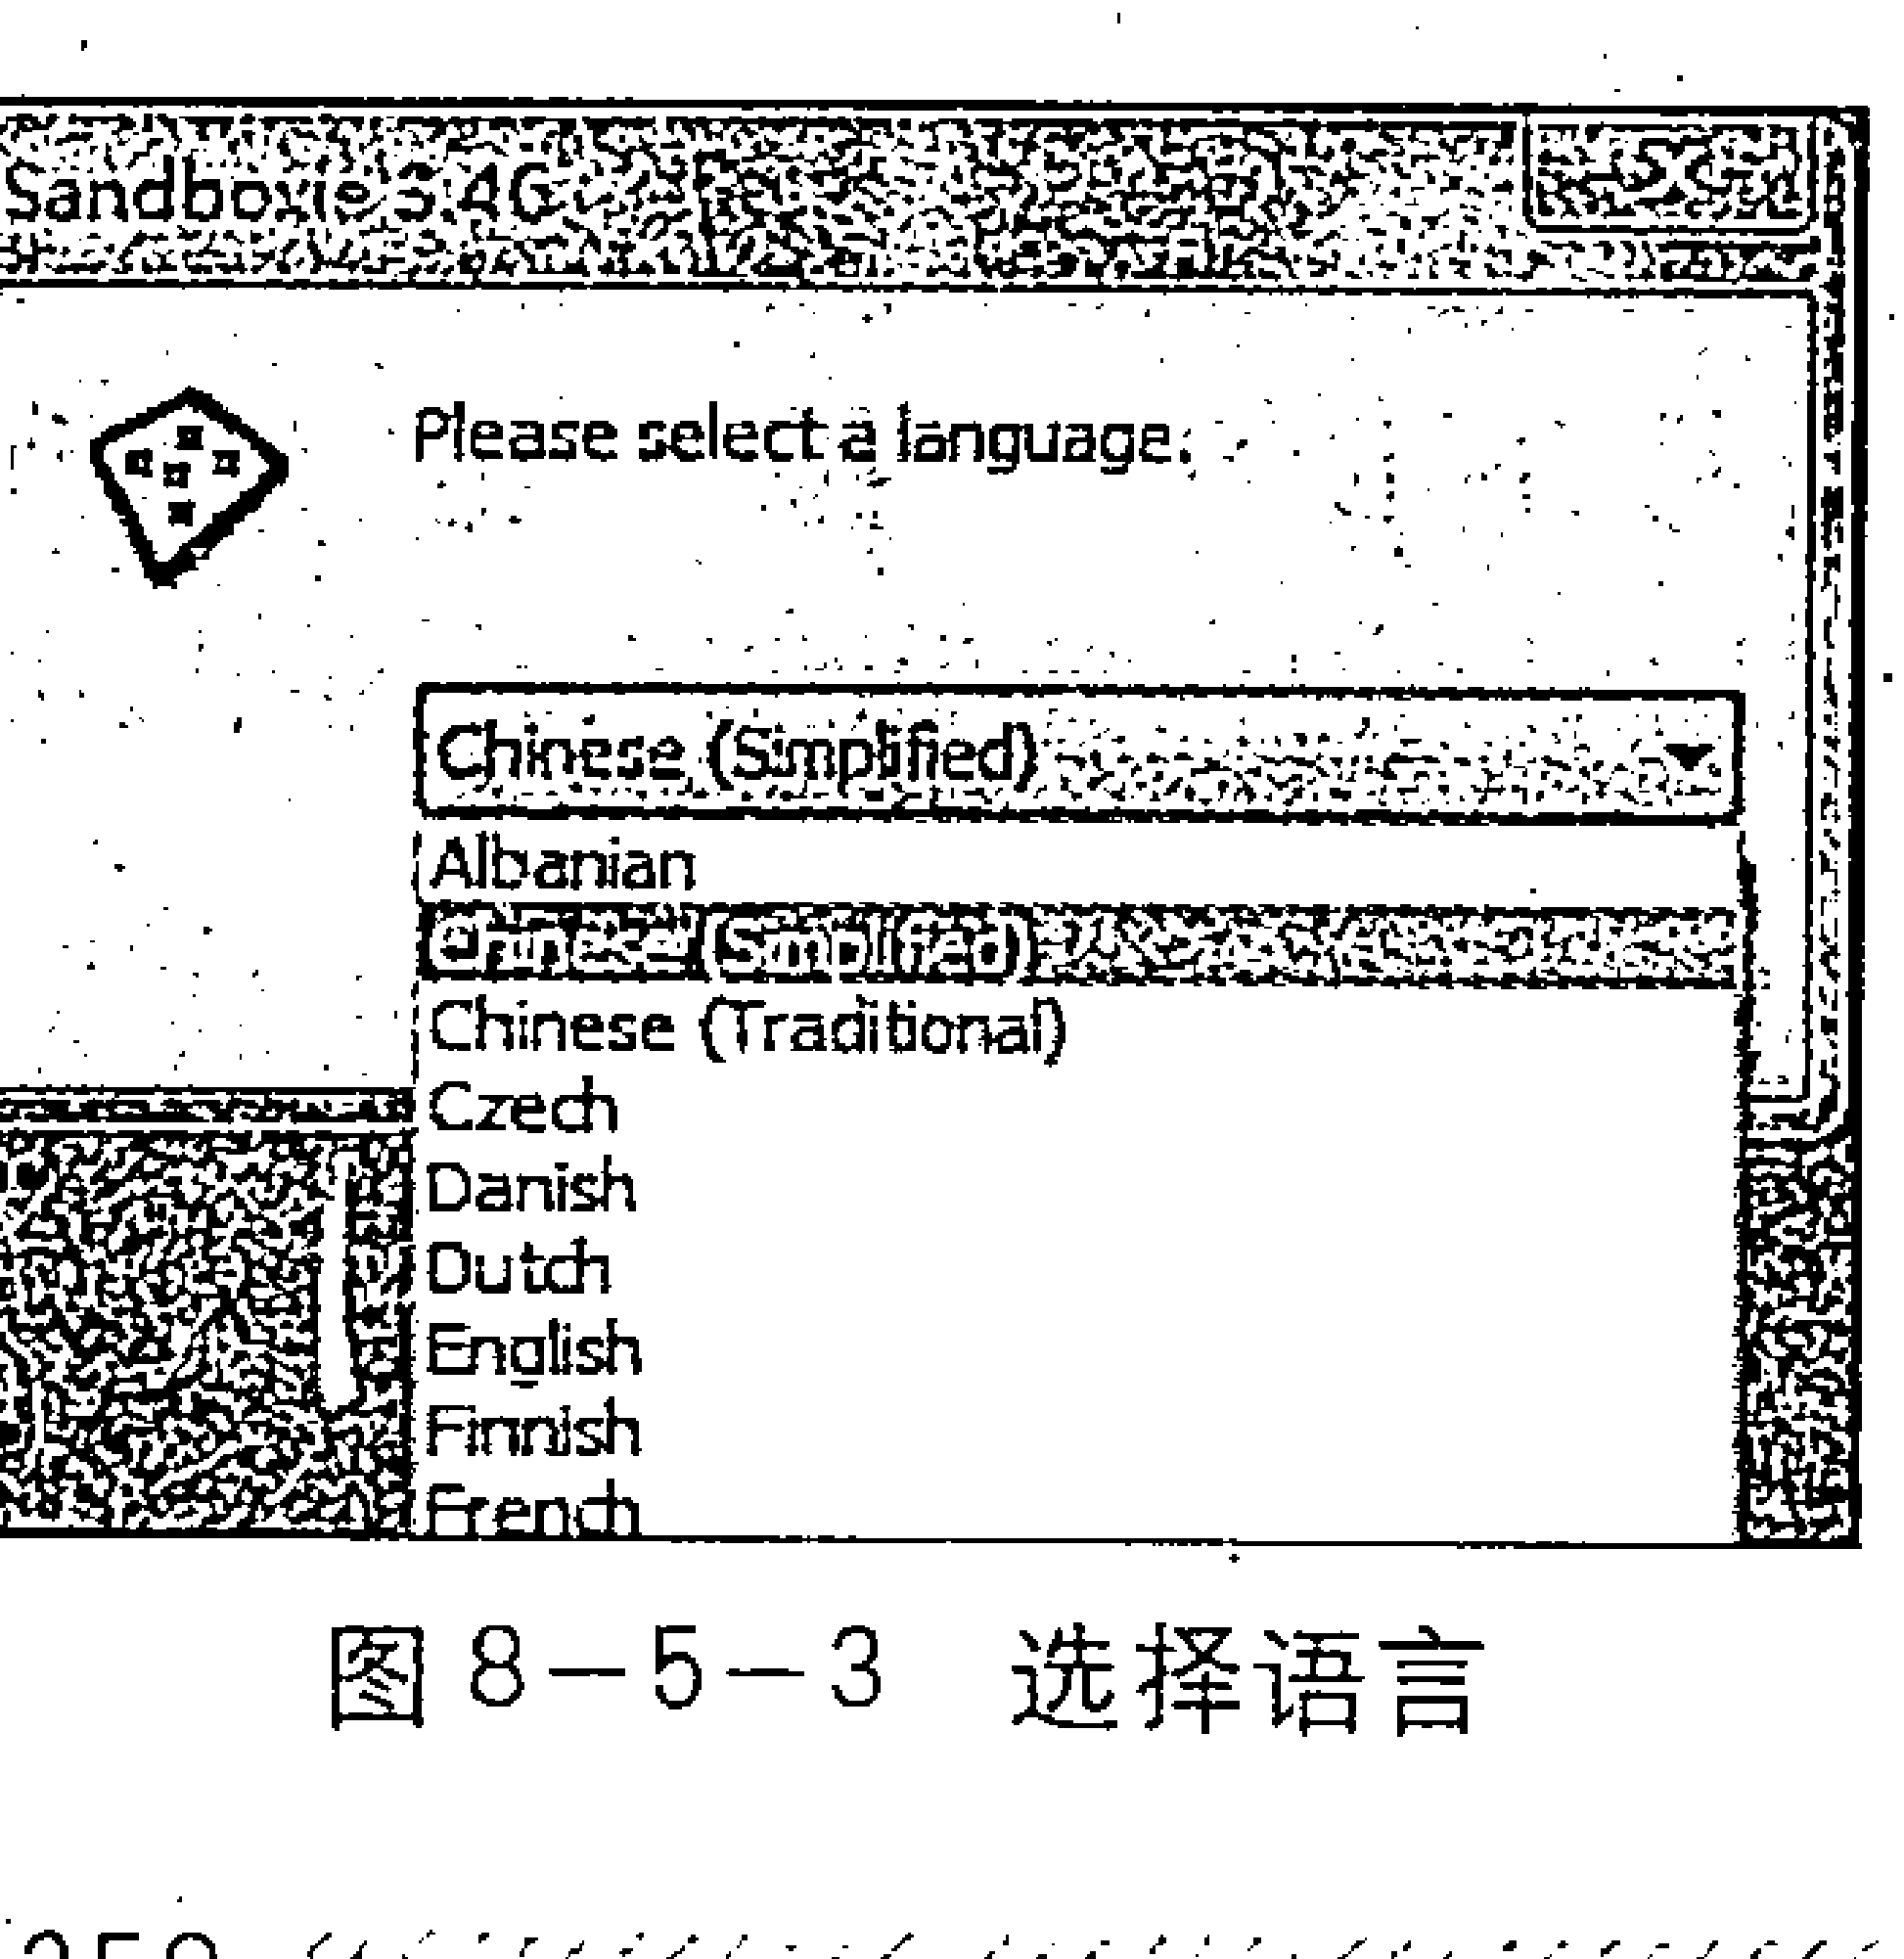 Sandboxie 3.46
Please select a language:
Chinese (Simplified)
Albanian
Chinese (Simplified)
Chinese (Traditional)
Czech
Danish
Dutch
English
Finnish
French
图 8-5-3 选择语言